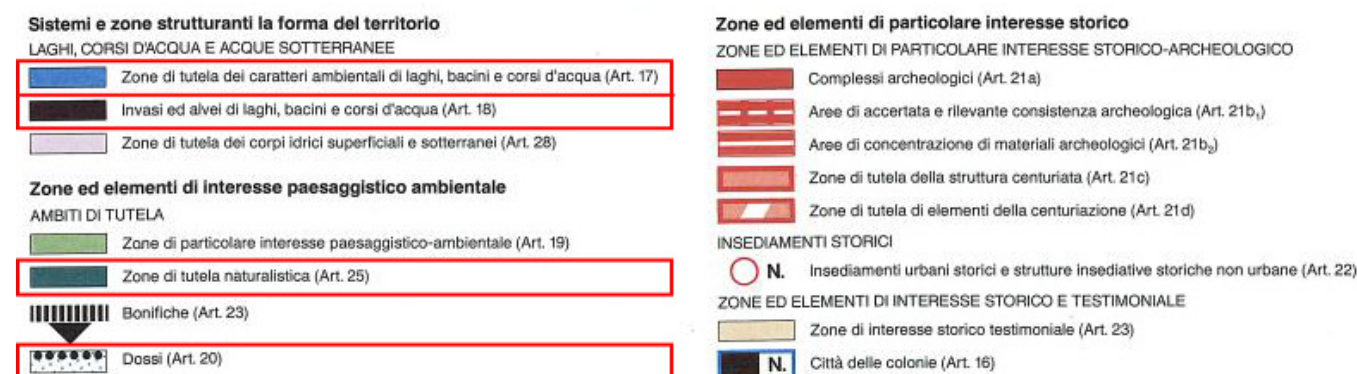 Sistemi e zone strutturanti la forma del territorio
LAGHI, CORSI D'ACQUA E ACQUE SOTTERRANEE
Zone di tutela dei caratteri ambientali di laghi, bacini e corsi d'acqua (Art. 17)
Invasi ed alvei di laghi, bacini e corsi d'acqua (Art. 18)
Zone di tutela dei corpi idrici superficiali e sotterranei (Art. 28)
Zone ed elementi di interesse paesaggistico ambientale
AMBITI DI TUTELA
Zone di particolare interesse paesaggistico-ambientale (Art. 19)
Zone di tutela naturalistica (Art. 25)
Bonifiche (Art. 23)
Dossi (Art. 20)
Zone ed elementi di particolare interesse storico
ZONE ED ELEMENTI DI PARTICOLARE INTERESSE STORICO-ARCHEOLOGICO
Complessi archeologici (Art. 21a)
Aree di accertata e rilevante consistenza archeologica (Art. 21b₁)
Aree di concentrazione di materiali archeologici (Art. 21b₂)
Zone di tutela della struttura centuriata (Art. 21c)
Zone di tutela di elementi della centuriazione (Art. 21d)
INSEDIAMENTI STORICI
N. Insediamenti urbani storici e strutture insediative storiche non urbane (Art. 22)
ZONE ED ELEMENTI DI INTERESSE STORICO E TESTIMONIALE
Zone di interesse storico testimoniale (Art. 23)
N. Città delle colonie (Art. 16)